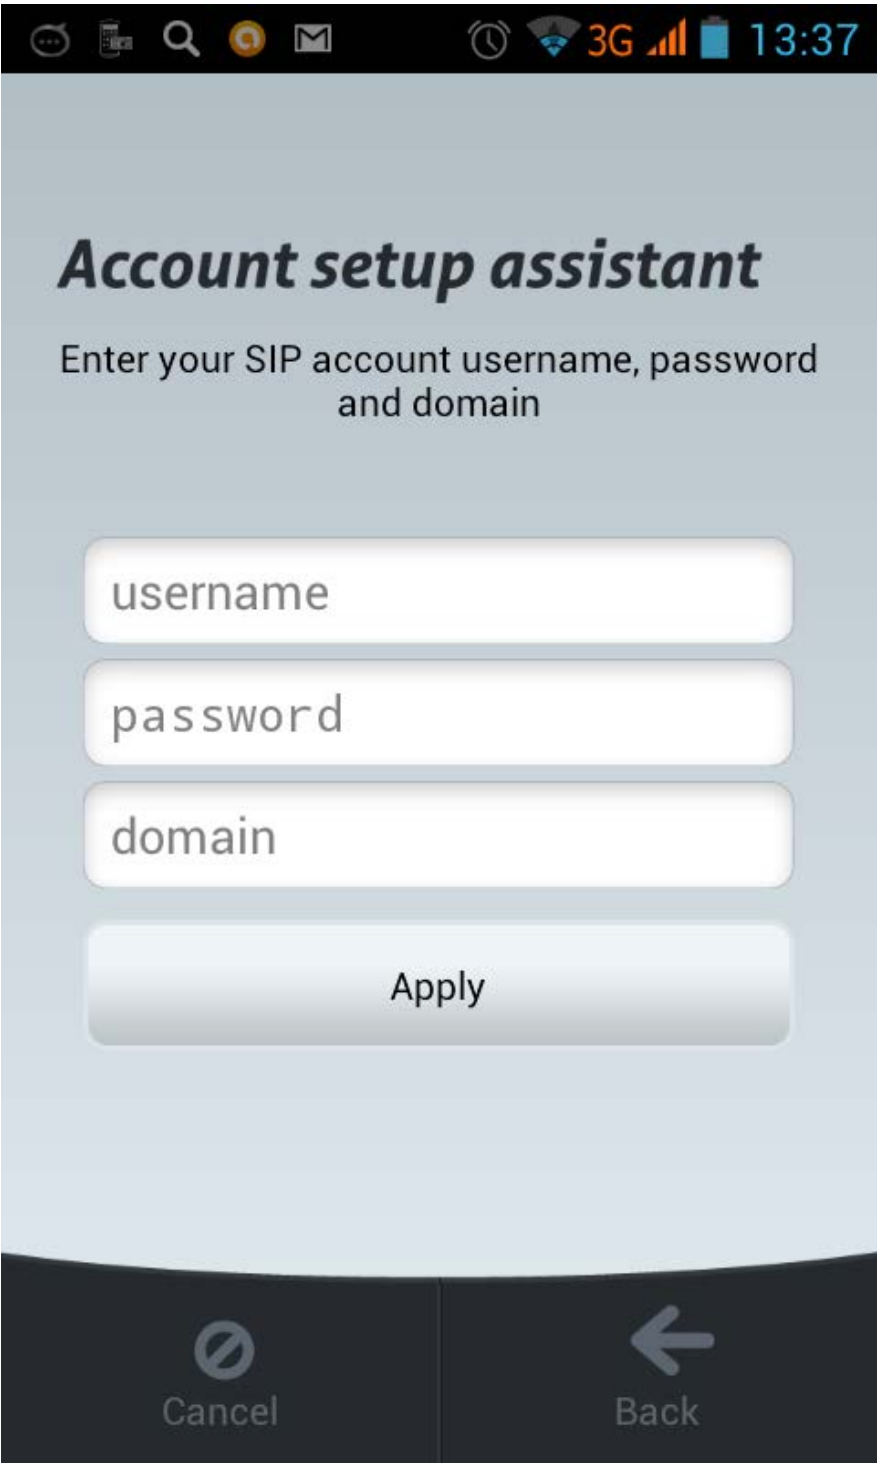 3G 13:37
Account setup assistant
Enter your SIP account username, password
and domain
username
password
domain
Apply
Cancel Back